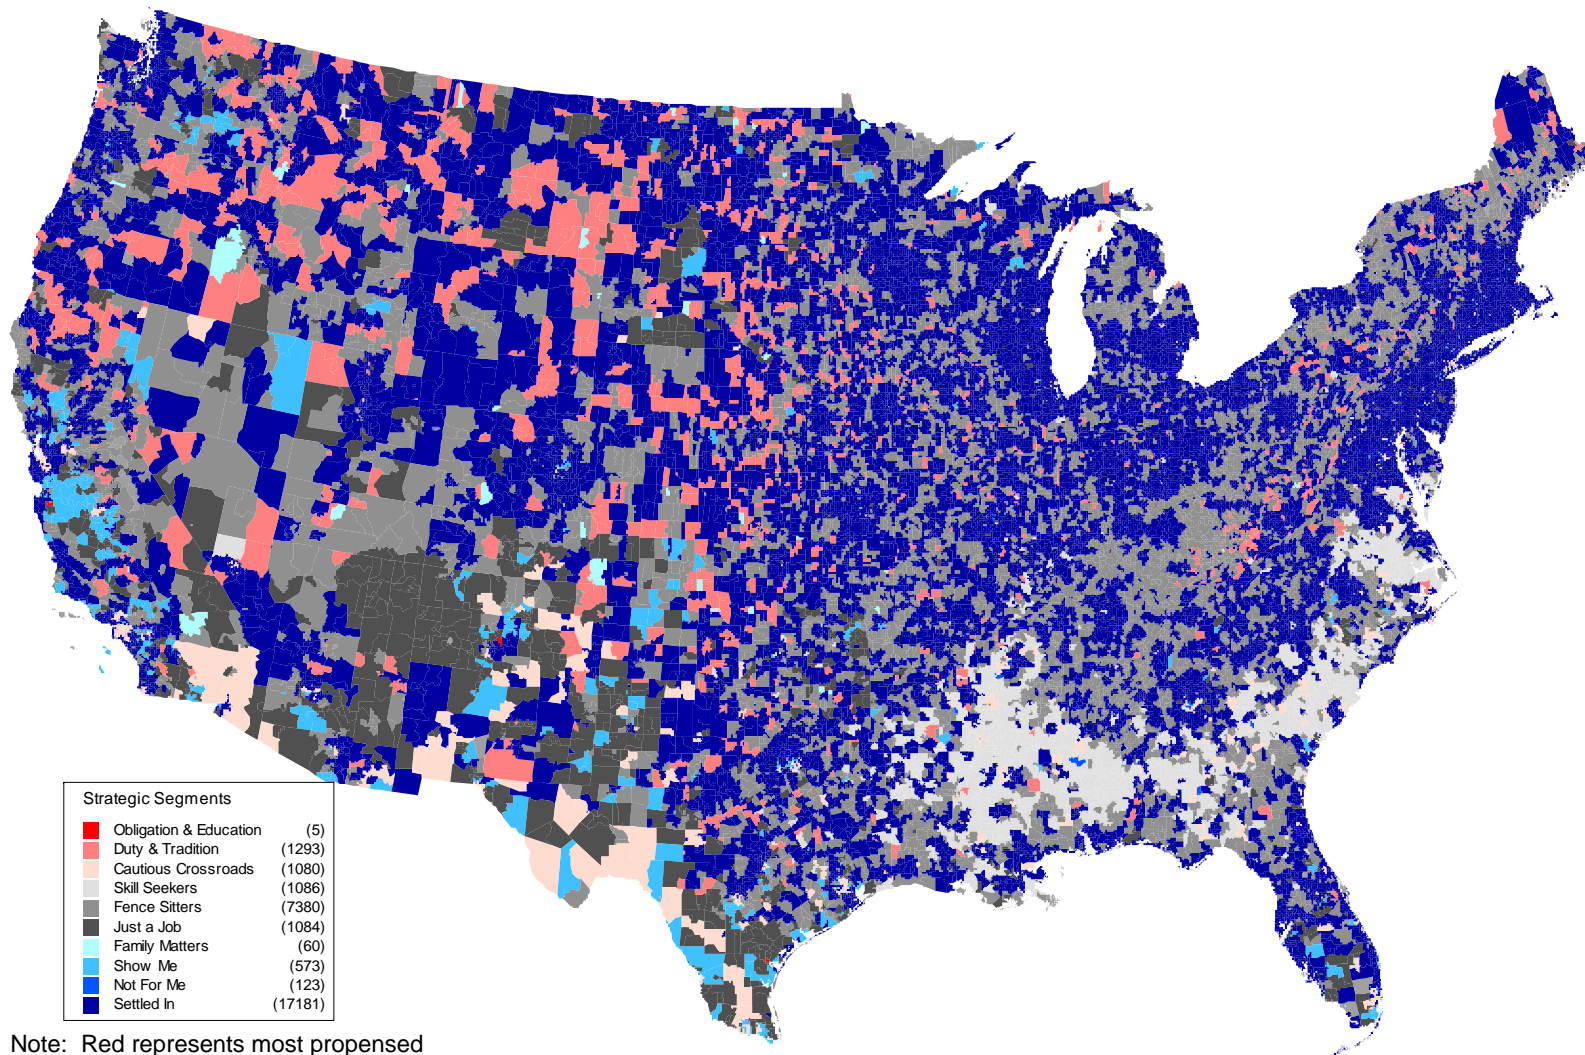 Strategic Segments
Obligation & Education (5)
Duty & Tradition (1293)
Cautious Crossroads (1080)
Skill Seekers (1086)
Fence Sitters (7380)
Just a Job (1084)
Family Matters (60)
Show Me (573)
Not For Me (123)
Settled In (17181)
Note: Red represents most propensed